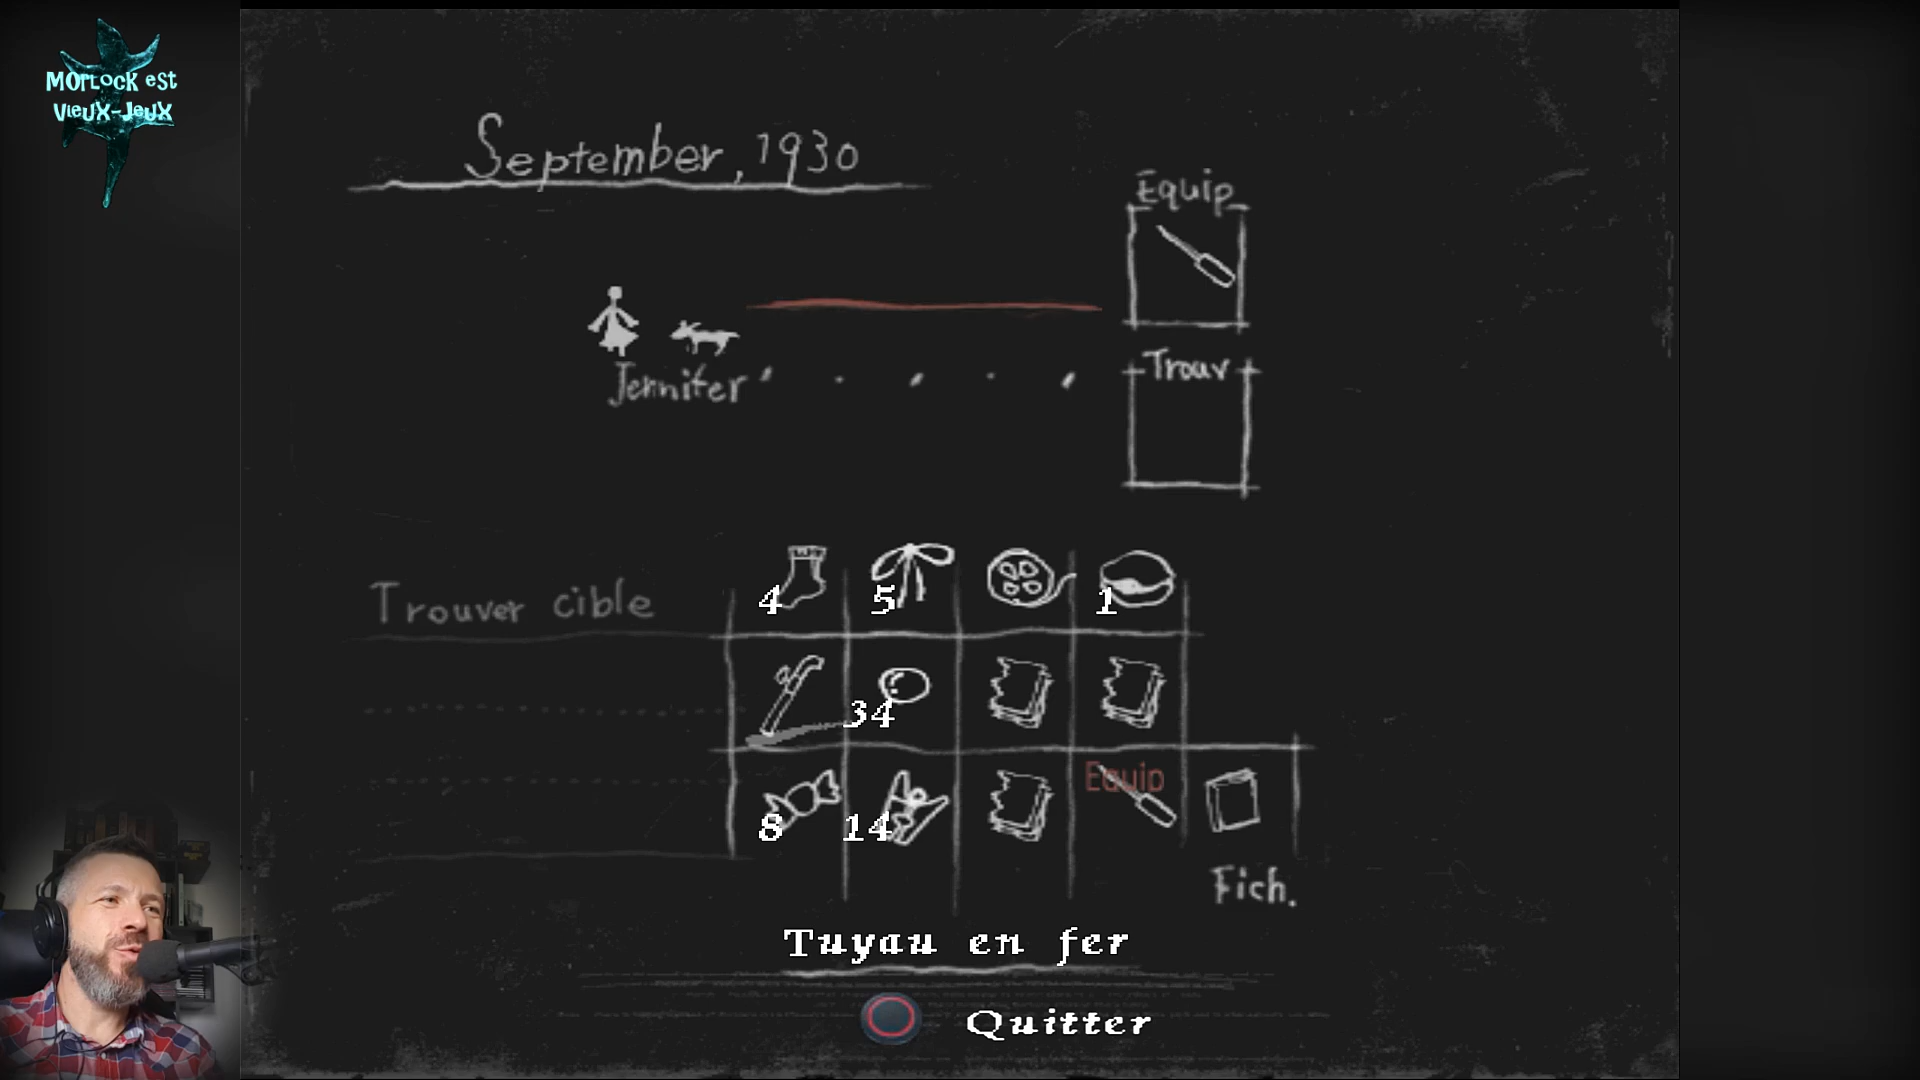 MORLOCK est
VIEUX-JEUX
September, 1930
Equip
Jennifer
Trouv
Trouver cible
4
5
1
34
Equip
8
14
Fich.
Tuyau en fer
Quitter